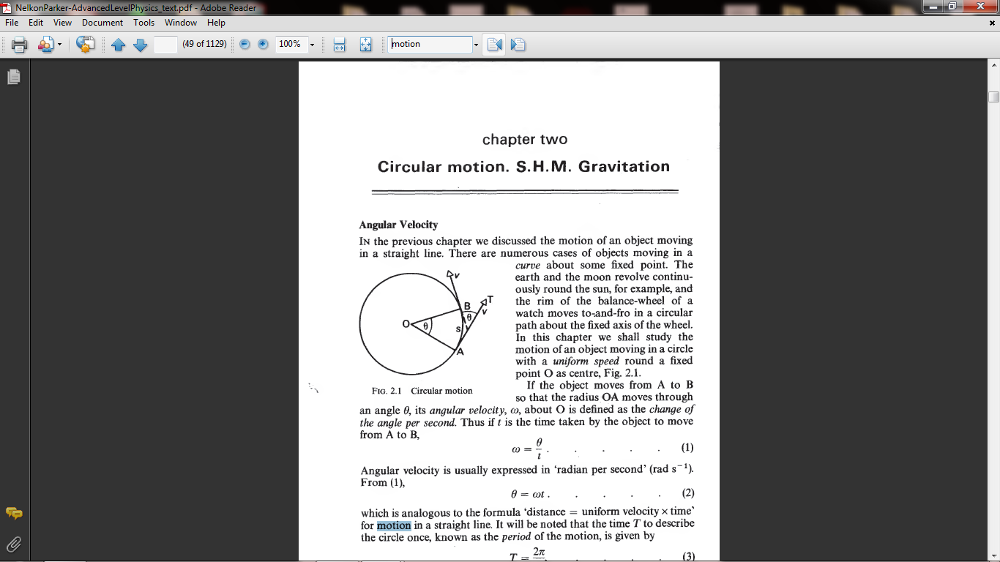 NelkonParker-AdvancedLevelPhysics_text.pdf - Adobe Reader
File Edit View Document Tools Window Help
(49 of 1129) 100% motion
chapter two
Circular motion. S.H.M. Gravitation
Angular Velocity
IN the previous chapter we discussed the motion of an object moving
in a straight line. There are numerous cases of objects moving in a
curve about some fixed point. The
earth and the moon revolve continu-
ously round the sun, for example, and
the rim of the balance-wheel of a
watch moves to-and-fro in a circular
path about the fixed axis of the wheel.
In this chapter we shall study the
motion of an object moving in a circle
with a uniform speed round a fixed
point O as centre, Fig. 2.1.
If the object moves from A to B
so that the radius OA moves through
v
T
B
θ
v
O
θ
s
A
FIG. 2.1 Circular motion
an angle θ, its angular velocity, ω, about O is defined as the change of
the angle per second. Thus if t is the time taken by the object to move
from A to B,
ω = θ/t . . . . . (1)
Angular velocity is usually expressed in ‘radian per second’ (rad s⁻¹).
From (1),
θ = ωt . . . . . (2)
which is analogous to the formula ‘distance = uniform velocity × time’
for motion in a straight line. It will be noted that the time T to describe
the circle once, known as the period of the motion, is given by
T = 2π . . . . (3)